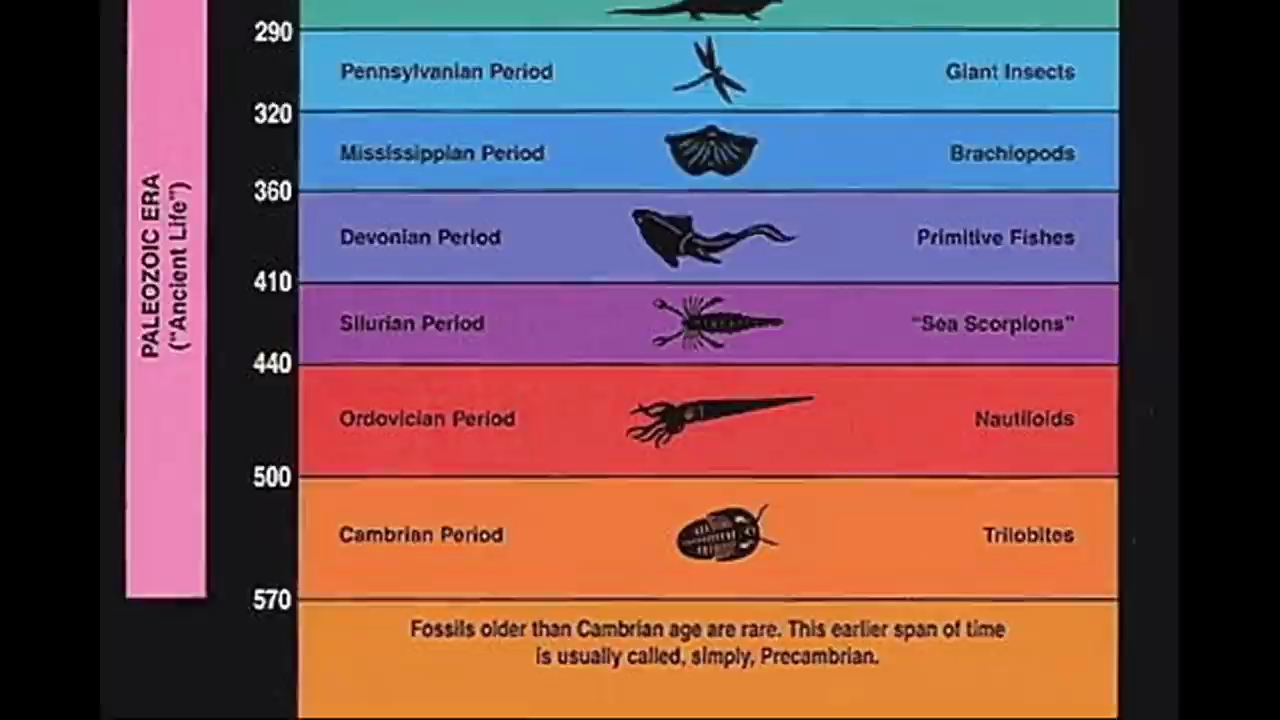 290
Pennsylvanian Period
Giant Insects
320
Mississippian Period
Brachiopods
360
Devonian Period
Primitive Fishes
410
Silurian Period
"Sea Scorpions"
440
Ordovician Period
Nautiloids
500
Cambrian Period
Trilobites
570
PALEOZOIC ERA
("Ancient Life")
Fossils older than Cambrian age are rare. This earlier span of time
is usually called, simply, Precambrian.